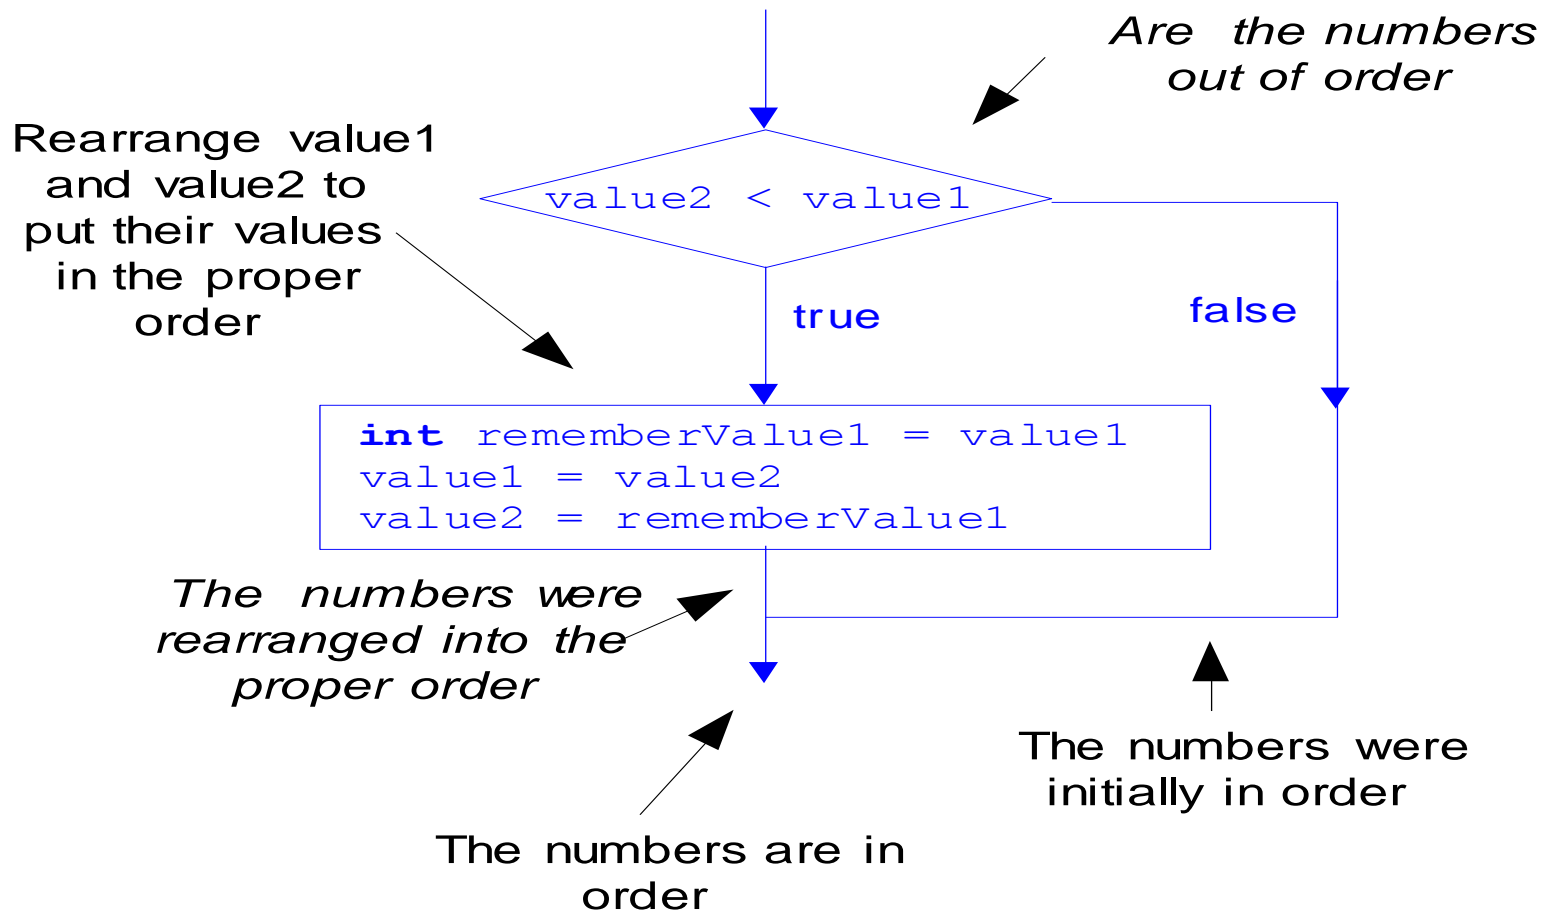 Are the numbers
out of order
Rearrange value1
and value2 to
put their values
in the proper
order
value2 < value1
true
false
int rememberValue1 = value1
value1 = value2
value2 = rememberValue1
The numbers were
rearranged into the
proper order
The numbers were
initially in order
The numbers are in
order